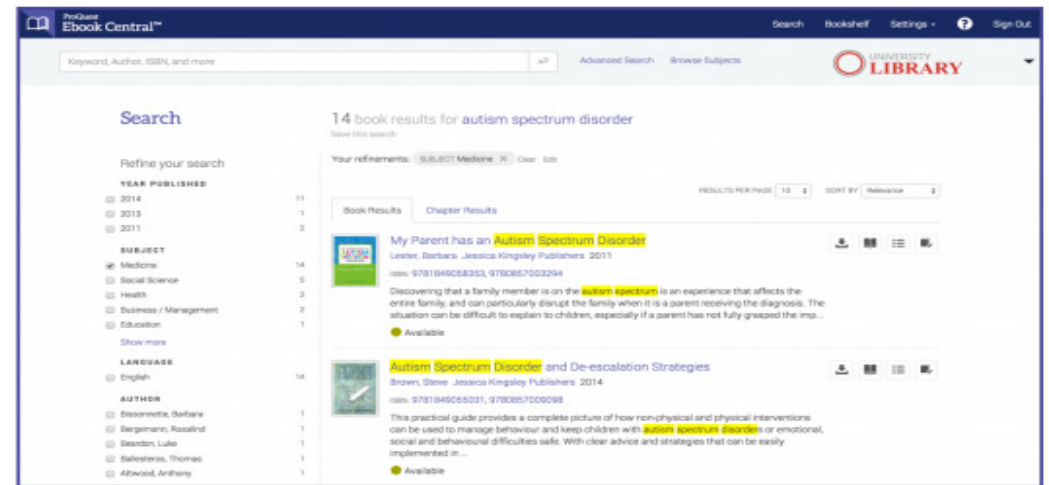 ProQuest
Ebook Central™
Search Bookshelf Settings ? Sign Out
Keyword, Author, ISBN, and more
Advanced Search Browse Subjects
UNIVERSITY
LIBRARY
Search
Refine your search
YEAR PUBLISHED
2014 11
2013 1
2011 2
SUBJECT
Medicine 14
Social Science 5
Health
Business / Management 2
Education 1
Show more
LANGUAGE
English 14
AUTHOR
Bissonnette, Barbara 1
Bergemann, Rosalind 1
Beardon, Luke 1
Ballesteros, Thomas 1
Attwood, Anthony 1
14 book results for autism spectrum disorder
Save this search
Your refinements: SUBJECT Medicine X Clear Edit
RESULTS PER PAGE 10 SORT BY Relevance
Book Results Chapter Results
My Parent has an Autism Spectrum Disorder
Lester, Barbara Jessica Kingsley Publishers 2011
ISBN: 9781849058353, 9780857003294
Discovering that a family member is on the autism spectrum is an experience that affects the
entire family, and can particularly disrupt the family when it is a parent receiving the diagnosis. The
situation can be difficult to explain to children, especially if a parent has not fully grasped the imp...
Available
Autism Spectrum Disorder and De-escalation Strategies
Brown, Steve Jessica Kingsley Publishers 2014
ISBN: 9781849055031, 9780857009098
This practical guide provides a complete picture of how non-physical and physical interventions
can be used to manage behaviour and keep children with autism spectrum disorders or emotional,
social and behavioural difficulties safe. With clear advice and strategies that can be easily
implemented in ...
Available